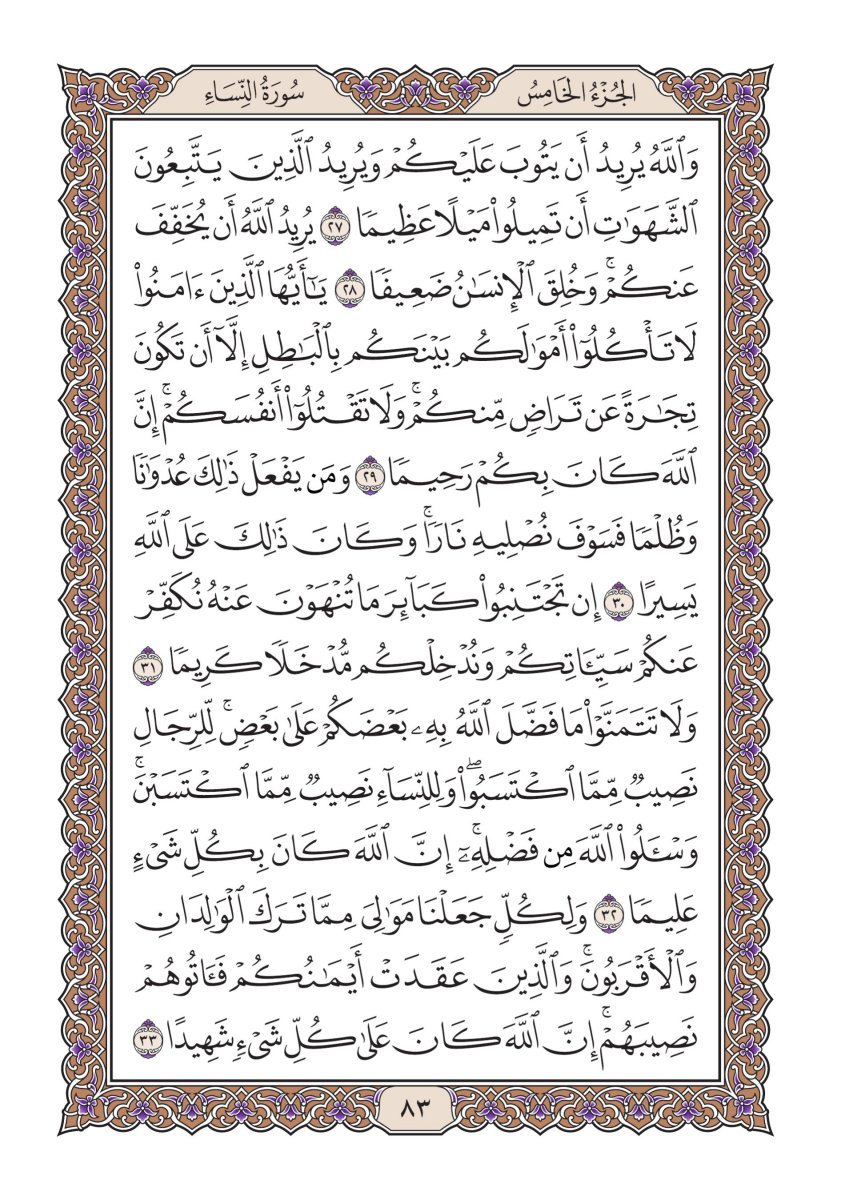 الجُزْءُ الخَامِسُ
سُورَةُ النِّسَاءِ
وَٱللَّهُ يُرِيدُ أَن يَتُوبَ عَلَيْكُمْ وَيُرِيدُ ٱلَّذِينَ يَتَّبِعُونَ
ٱلشَّهَوَٰتِ أَن تَمِيلُوا۟ مَيْلًا عَظِيمًا ٢٧ يُرِيدُ ٱللَّهُ أَن يُخَفِّفَ
عَنكُمْ ۚ وَخُلِقَ ٱلْإِنسَٰنُ ضَعِيفًا ٢٨ يَٰٓأَيُّهَا ٱلَّذِينَ ءَامَنُوا۟
لَا تَأْكُلُوٓا۟ أَمْوَٰلَكُم بَيْنَكُم بِٱلْبَٰطِلِ إِلَّآ أَن تَكُونَ
تِجَٰرَةً عَن تَرَاضٍ مِّنكُمْ ۚ وَلَا تَقْتُلُوٓا۟ أَنفُسَكُمْ ۚ إِنَّ
ٱللَّهَ كَانَ بِكُمْ رَحِيمًا ٢٩ وَمَن يَفْعَلْ ذَٰلِكَ عُدْوَٰنًا
وَظُلْمًا فَسَوْفَ نُصْلِيهِ نَارًا ۚ وَكَانَ ذَٰلِكَ عَلَى ٱللَّهِ
يَسِيرًا ٣٠ إِن تَجْتَنِبُوا۟ كَبَآئِرَ مَا تُنْهَوْنَ عَنْهُ نُكَفِّرْ
عَنكُمْ سَيِّـَٔاتِكُمْ وَنُدْخِلْكُم مُّدْخَلًا كَرِيمًا ٣١
وَلَا تَتَمَنَّوْا۟ مَا فَضَّلَ ٱللَّهُ بِهِۦ بَعْضَكُمْ عَلَىٰ بَعْضٍ ۚ لِّلرِّجَالِ
نَصِيبٌ مِّمَّا ٱكْتَسَبُوا۟ ۖ وَلِلنِّسَآءِ نَصِيبٌ مِّمَّا ٱكْتَسَبْنَ ۚ
وَسْـَٔلُوا۟ ٱللَّهَ مِن فَضْلِهِۦٓ ۚ إِنَّ ٱللَّهَ كَانَ بِكُلِّ شَىْءٍ
عَلِيمًا ٣٢ وَلِكُلٍّ جَعَلْنَا مَوَٰلِىَ مِمَّا تَرَكَ ٱلْوَٰلِدَانِ
وَٱلْأَقْرَبُونَ ۚ وَٱلَّذِينَ عَقَدَتْ أَيْمَٰنُكُمْ فَـَٔاتُوهُمْ
نَصِيبَهُمْ ۚ إِنَّ ٱللَّهَ كَانَ عَلَىٰ كُلِّ شَىْءٍ شَهِيدًا ٣٣
٨٣